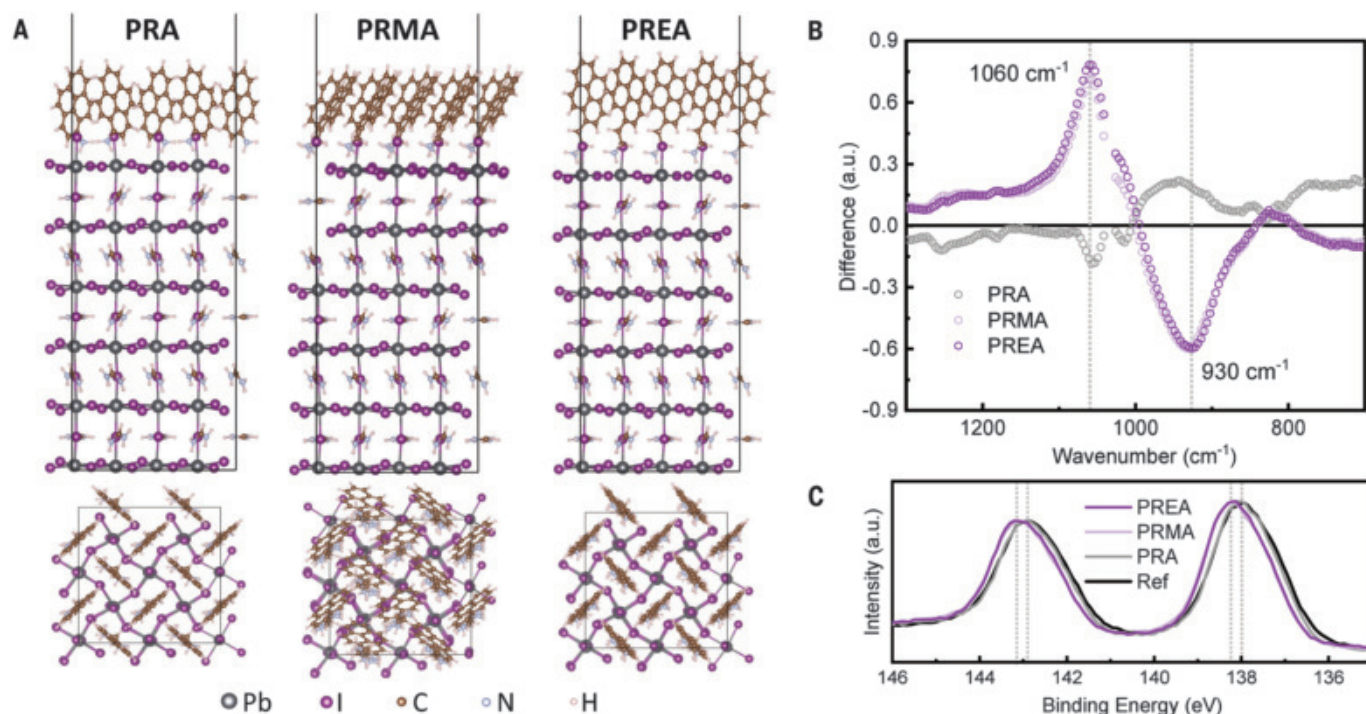 A
PRA
PRMA
PREA
Pb I C N H
B
Difference (a.u.)
0.9
0.6
0.3
0.0
-0.3
-0.6
-0.9
1060 cm⁻¹
930 cm⁻¹
PRA
PRMA
PREA
1200 1000 800
Wavenumber (cm⁻¹)
C
Intensity (a.u.)
PREA
PRMA
PRA
Ref
146 144 142 140 138 136
Binding Energy (eV)